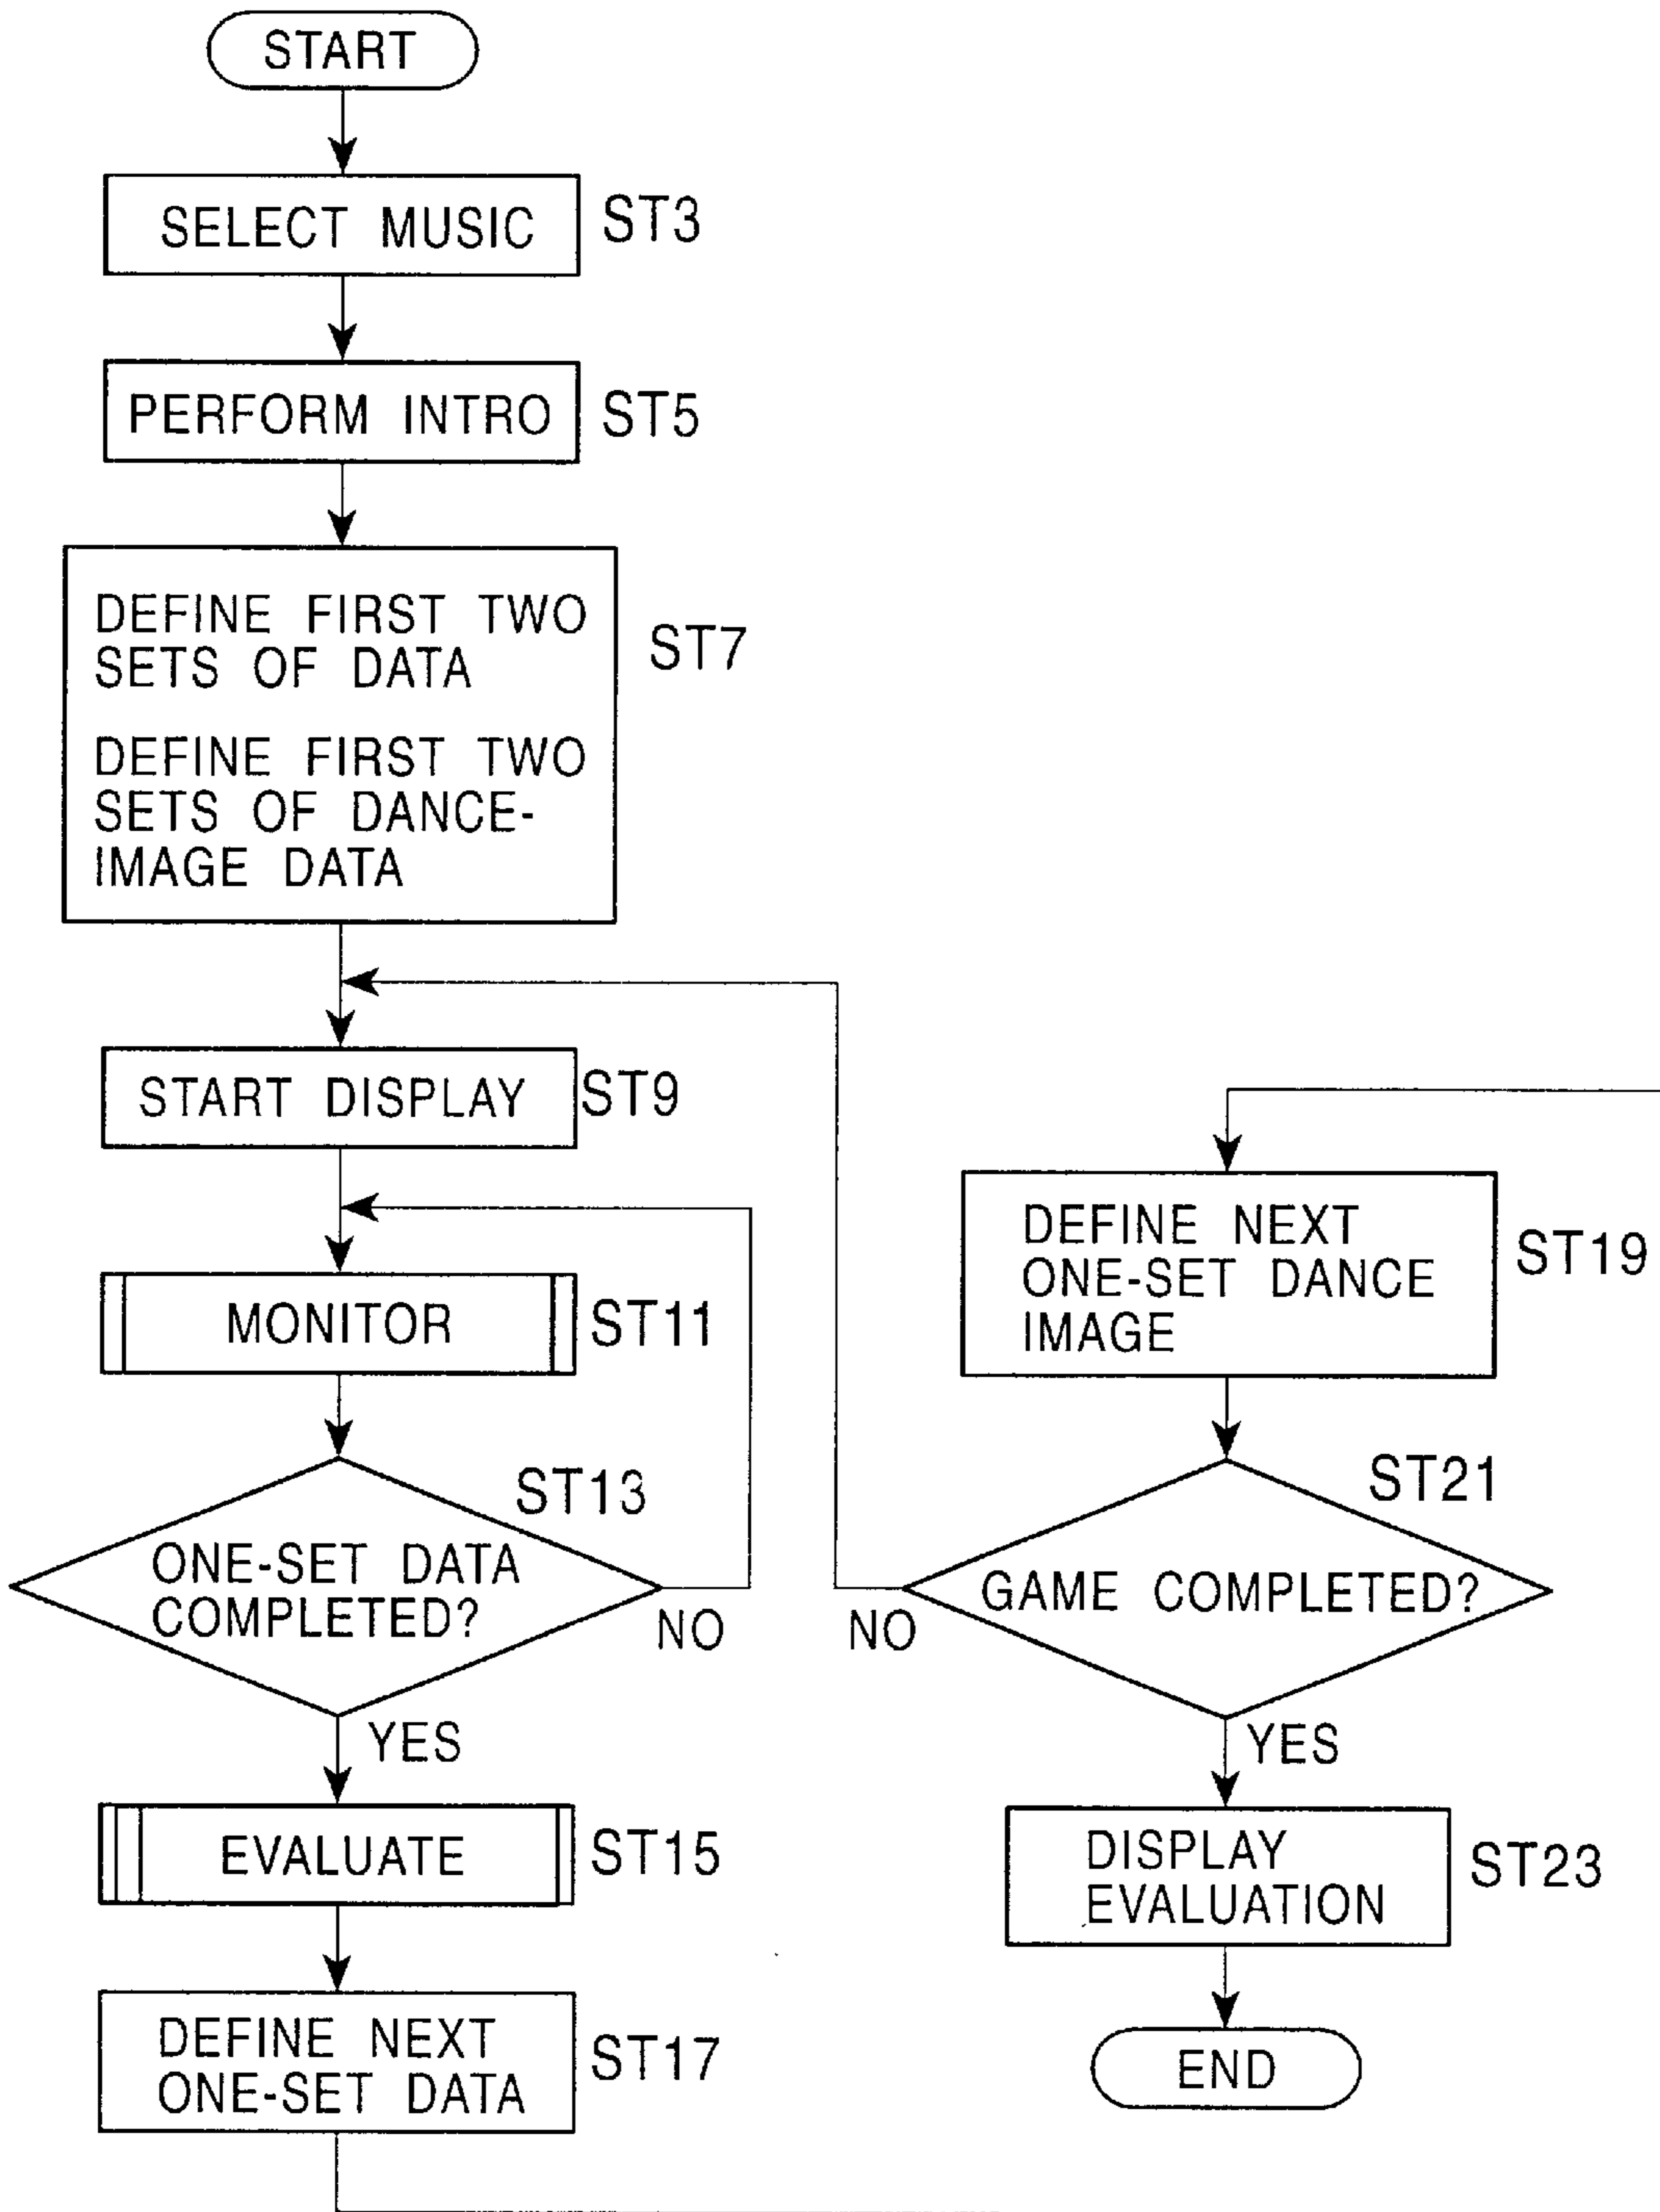 START
SELECT MUSIC
ST3
PERFORM INTRO
ST5
DEFINE FIRST TWO
SETS OF DATA
DEFINE FIRST TWO
SETS OF DANCE-
IMAGE DATA
ST7
START DISPLAY
ST9
MONITOR
ST11
ST13
ONE-SET DATA
COMPLETED?
NO
YES
EVALUATE
ST15
DEFINE NEXT
ONE-SET DATA
ST17
DEFINE NEXT
ONE-SET DANCE
IMAGE
ST19
ST21
GAME COMPLETED?
NO
YES
DISPLAY
EVALUATION
ST23
END